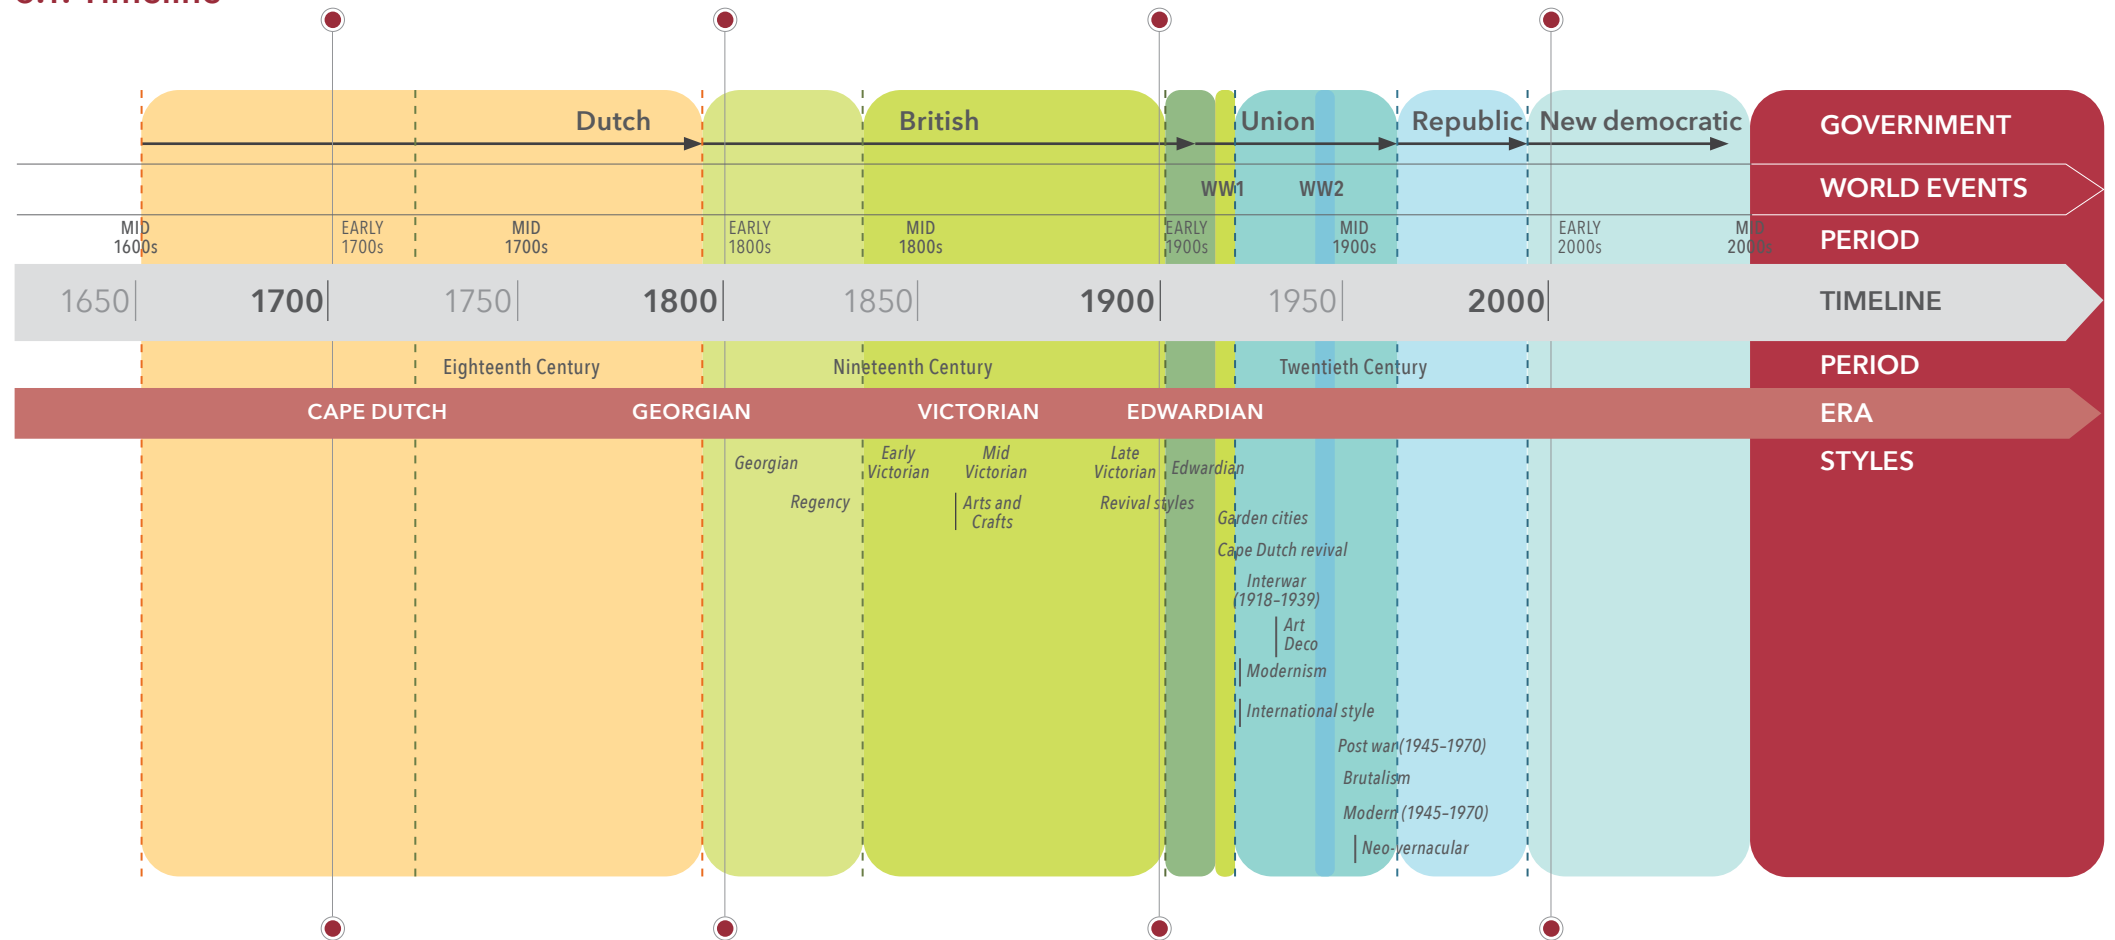 Timeline
Dutch
British
Union
Republic
New democratic
GOVERNMENT
WW1
WW2
WORLD EVENTS
MID
1600s
EARLY
1700s
MID
1700s
EARLY
1800s
MID
1800s
EARLY
1900s
MID
1900s
EARLY
2000s
MID
2000s
PERIOD
1650
1700
1750
1800
1850
1900
1950
2000
TIMELINE
Eighteenth Century
Nineteenth Century
Twentieth Century
PERIOD
CAPE DUTCH
GEORGIAN
VICTORIAN
EDWARDIAN
ERA
Georgian
Early
Victorian
Mid
Victorian
Late
Victorian
Edwardian
STYLES
Regency
Arts and
Crafts
Revival styles
Garden cities
Cape Dutch revival
Interwar
(1918–1939)
Art
Deco
Modernism
International style
Post war (1945–1970)
Brutalism
Modern (1945–1970)
Neo-vernacular